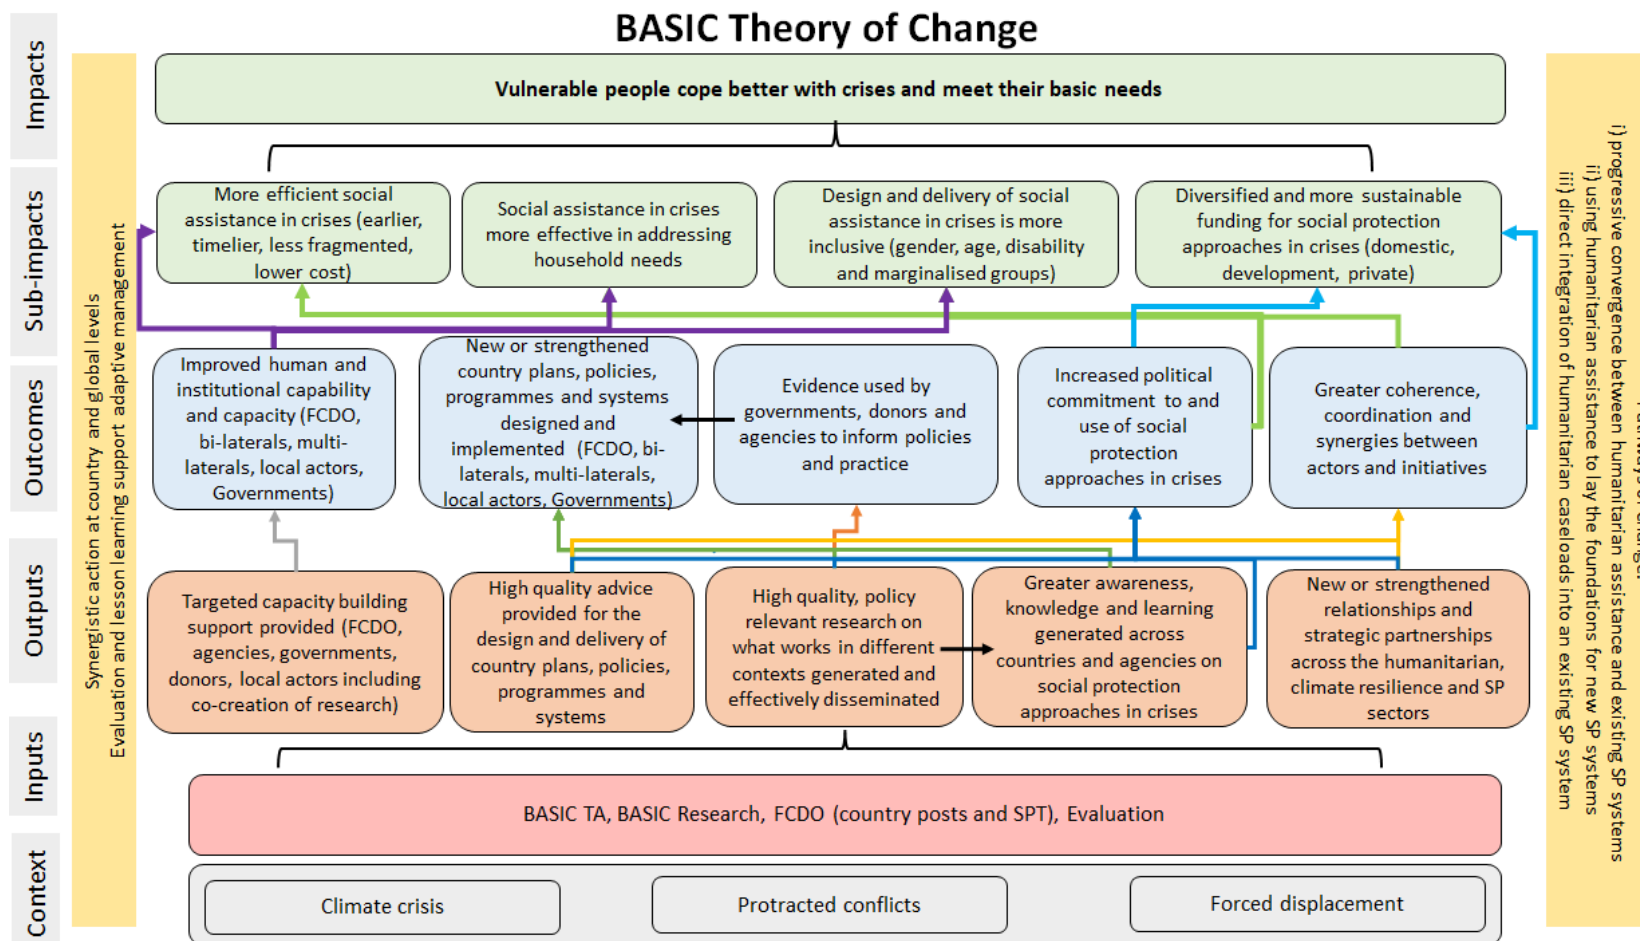 BASIC Theory of Change
Impacts
Vulnerable people cope better with crises and meet their basic needs
Sub-impacts
More efficient social
assistance in crises (earlier,
timelier, less fragmented,
lower cost)
Social assistance in crises
more effective in addressing
household needs
Design and delivery of social
assistance in crises is more
inclusive (gender, age, disability
and marginalised groups)
Diversified and more sustainable
funding for social protection
approaches in crises (domestic,
development, private)
Outcomes
Improved human and
institutional capability
and capacity (FCDO,
bi-laterals, multi-
laterals, local actors,
Governments)
New or strengthened
country plans, policies,
programmes and systems
designed and
implemented (FCDO, bi-
laterals, multi-laterals,
local actors, Governments)
Evidence used by
governments, donors and
agencies to inform policies
and practice
Increased political
commitment to and
use of social
protection
approaches in crises
Greater coherence,
coordination and
synergies between
actors and initiatives
Outputs
Targeted capacity building
support provided (FCDO,
agencies, governments,
donors, local actors including
co-creation of research)
High quality advice
provided for the
design and delivery of
country plans, policies,
programmes and
systems
High quality, policy
relevant research on
what works in different
contexts generated and
effectively disseminated
Greater awareness,
knowledge and learning
generated across
countries and agencies on
social protection
approaches in crises
New or strengthened
relationships and
strategic partnerships
across the humanitarian,
climate resilience and SP
sectors
Inputs
BASIC TA, BASIC Research, FCDO (country posts and SPT), Evaluation
Context
Climate crisis
Protracted conflicts
Forced displacement
Synergistic action at country and global levels
Evaluation and lesson learning support adaptive management
i) progressive convergence between humanitarian assistance and existing SP systems
ii) using humanitarian assistance to lay the foundations for new SP systems
iii) direct integration of humanitarian caseloads into an existing SP system